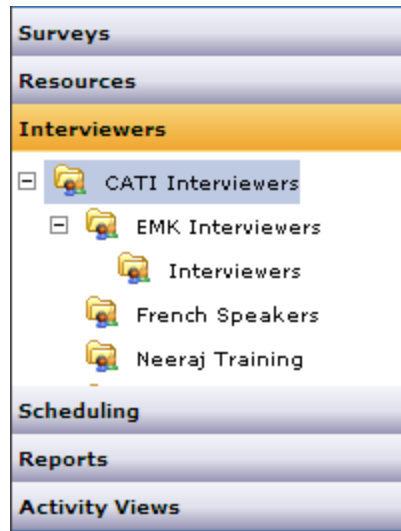 Surveys
Resources
Interviewers
CATI Interviewers
EMK Interviewers
Interviewers
French Speakers
Neeraj Training
Scheduling
Reports
Activity Views